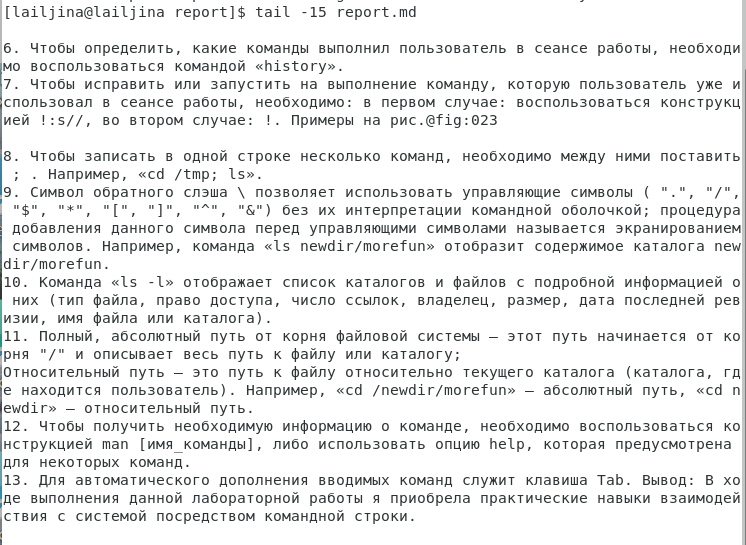 [lailjina@lailjina report]$ tail -15 report.md

6. Чтобы определить, какие команды выполнил пользователь в сеансе работы, необходи
мо воспользоваться командой «history».
7. Чтобы исправить или запустить на выполнение команду, которую пользователь уже и
спользовал в сеансе работы, необходимо: в первом случае: воспользоваться конструкц
ией !:s//, во втором случае: !. Примеры на рис.@fig:023

8. Чтобы записать в одной строке несколько команд, необходимо между ними поставить
 ; . Например, «cd /tmp; ls».
9. Символ обратного слэша \ позволяет использовать управляющие символы ( ".", "/",
 "$", "*", "[", "]", "^", "&") без их интерпретации командной оболочкой; процедура
 добавления данного символа перед управляющими символами называется экранированием
 символов. Например, команда «ls newdir/morefun» отобразит содержимое каталога new
dir/morefun.
10. Команда «ls -l» отображает список каталогов и файлов с подробной информацией о
 них (тип файла, право доступа, число ссылок, владелец, размер, дата последней рев
изии, имя файла или каталога).
11. Полный, абсолютный путь от корня файловой системы – этот путь начинается от ко
рня "/" и описывает весь путь к файлу или каталогу;
Относительный путь – это путь к файлу относительно текущего каталога (каталога, гд
е находится пользователь). Например, «cd /newdir/morefun» – абсолютный путь, «cd n
ewdir» – относительный путь.
12. Чтобы получить необходимую информацию о команде, необходимо воспользоваться ко
нструкцией man [имя_команды], либо использовать опцию help, которая предусмотрена
для некоторых команд.
13. Для автоматического дополнения вводимых команд служит клавиша Tab. Вывод: В хо
де выполнения данной лабораторной работы я приобрела практические навыки взаимодей
ствия с системой посредством командной строки.